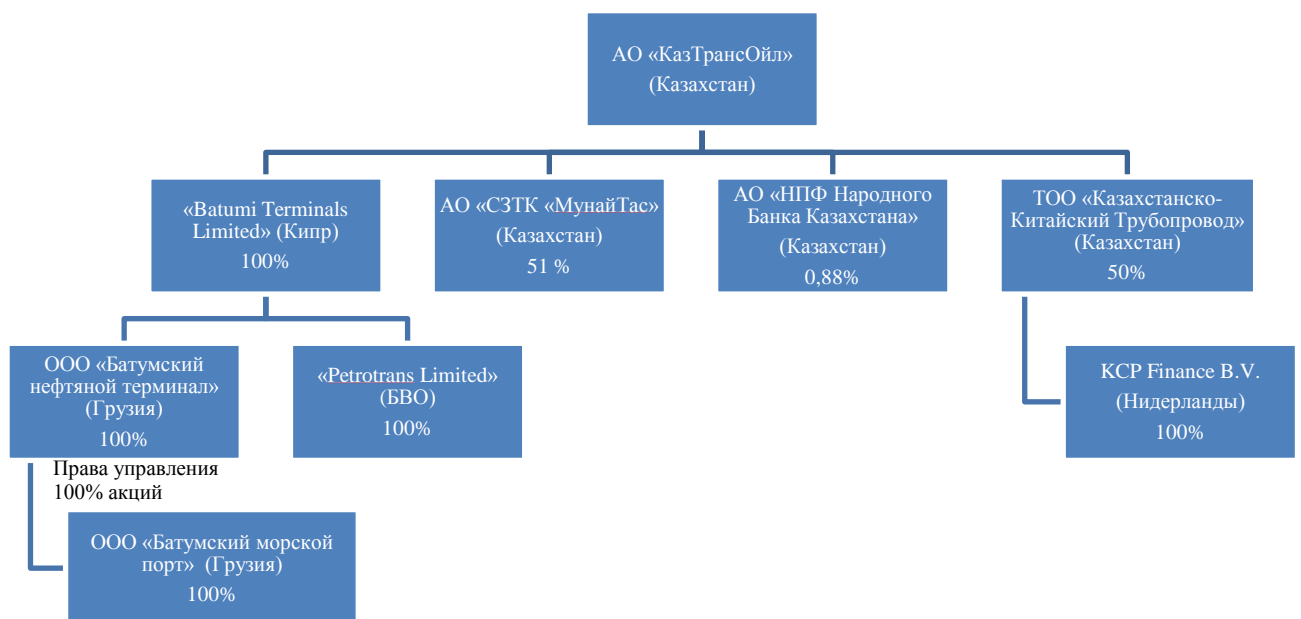 АО «КазТрансОйл»
(Казахстан)
«Batumi Terminals
Limited» (Кипр)
100%
АО «СЗТК «МунайТас»
(Казахстан)
51 %
АО «НПФ Народного
Банка Казахстана»
(Казахстан)
0,88%
ТОО «Казахстанско-
Китайский Трубопровод»
(Казахстан)
50%
ООО «Батумский
нефтяной терминал»
(Грузия)
100%
«Petrotrans Limited»
(БВО)
100%
KCP Finance B.V.
(Нидерланды)
100%
Права управления
100% акций
ООО «Батумский морской
порт» (Грузия)
100%